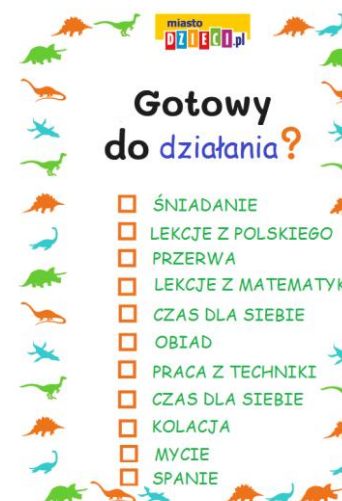 miasto
DZIECI.pl
Gotowy
do działania?
ŚNIADANIE
LEKCJE Z POLSKIEGO
PRZERWA
LEKCJE Z MATEMATYK
CZAS DLA SIEBIE
OBIAD
PRACA Z TECHNIKI
CZAS DLA SIEBIE
KOLACJA
MYCIE
SPANIE